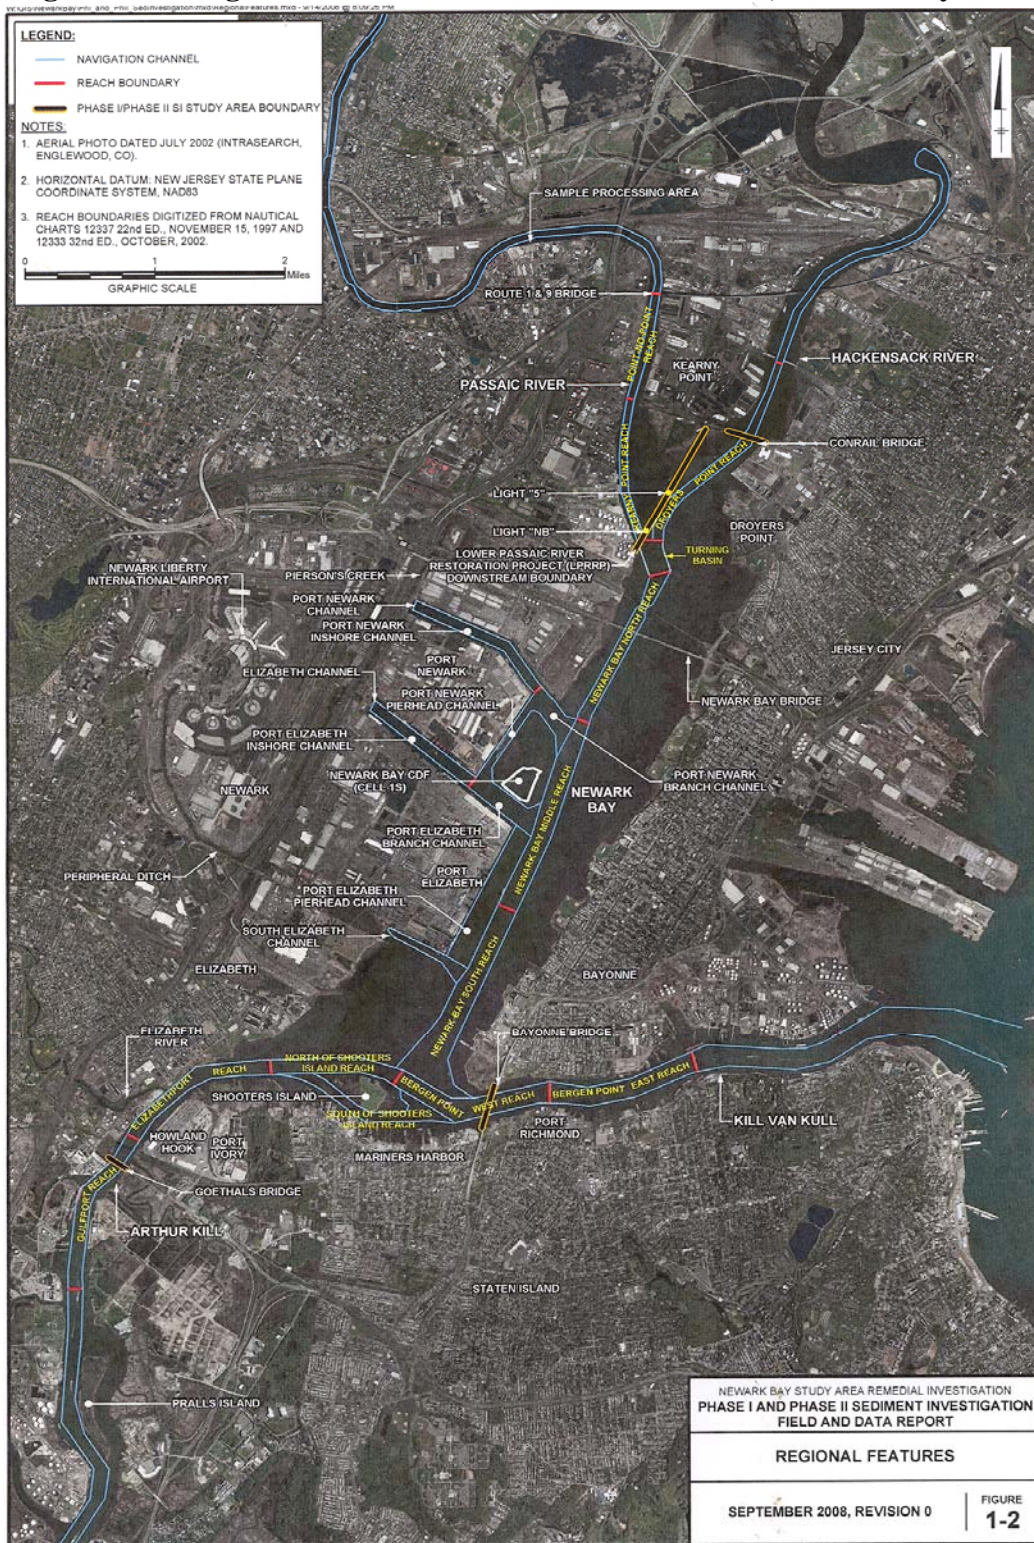 LEGEND:
NAVIGATION CHANNEL
REACH BOUNDARY
PHASE I/PHASE II SI STUDY AREA BOUNDARY
NOTES:
1. AERIAL PHOTO DATED JULY 2002 (INTRASEARCH,
ENGLEWOOD, CO).
2. HORIZONTAL DATUM: NEW JERSEY STATE PLANE
COORDINATE SYSTEM, NAD83
3. REACH BOUNDARIES DIGITIZED FROM NAUTICAL
CHARTS 12337 22nd ED., NOVEMBER 15, 1997 AND
12333 32nd ED., OCTOBER, 2002.
0 1 2
Miles
GRAPHIC SCALE
SAMPLE PROCESSING AREA
ROUTE 1 & 9 BRIDGE
POINT-NO-POINT
REACH
KEARNY
POINT
HACKENSACK RIVER
PASSAIC RIVER
KEARNY POINT REACH
CONRAIL BRIDGE
DROYERS POINT REACH
LIGHT "5"
LIGHT "NB"
DROYERS
POINT
TURNING
BASIN
LOWER PASSAIC RIVER
RESTORATION PROJECT (LPRRP)
DOWNSTREAM BOUNDARY
NEWARK LIBERTY
INTERNATIONAL AIRPORT
PIERSON'S CREEK
PORT NEWARK
CHANNEL
PORT NEWARK
INSHORE CHANNEL
NEWARK BAY NORTH REACH
JERSEY CITY
ELIZABETH CHANNEL
PORT
NEWARK
PORT NEWARK
PIERHEAD CHANNEL
NEWARK BAY BRIDGE
PORT ELIZABETH
INSHORE CHANNEL
NEWARK BAY CDF
(CELL 1S)
NEWARK
NEWARK
BAY
PORT NEWARK
BRANCH CHANNEL
NEWARK BAY MIDDLE REACH
PORT ELIZABETH
BRANCH CHANNEL
PERIPHERAL DITCH
PORT
ELIZABETH
PORT ELIZABETH
PIERHEAD CHANNEL
SOUTH ELIZABETH
CHANNEL
ELIZABETH
NEWARK BAY SOUTH REACH
BAYONNE
ELIZABETH
RIVER
BAYONNE BRIDGE
NORTH OF SHOOTERS
ISLAND REACH
ELIZABETHPORT REACH
SHOOTERS ISLAND
BERGEN POINT WEST REACH
BERGEN POINT EAST REACH
SOUTH OF SHOOTERS
ISLAND REACH
KILL VAN KULL
HOWLAND
HOOK
PORT
IVORY
PORT
RICHMOND
MARINERS HARBOR
GOETHALS BRIDGE
GULFPORT REACH
ARTHUR KILL
STATEN ISLAND
PRALLS ISLAND
NEWARK BAY STUDY AREA REMEDIAL INVESTIGATION
PHASE I AND PHASE II SEDIMENT INVESTIGATION
FIELD AND DATA REPORT
REGIONAL FEATURES
SEPTEMBER 2008, REVISION 0
FIGURE
1-2